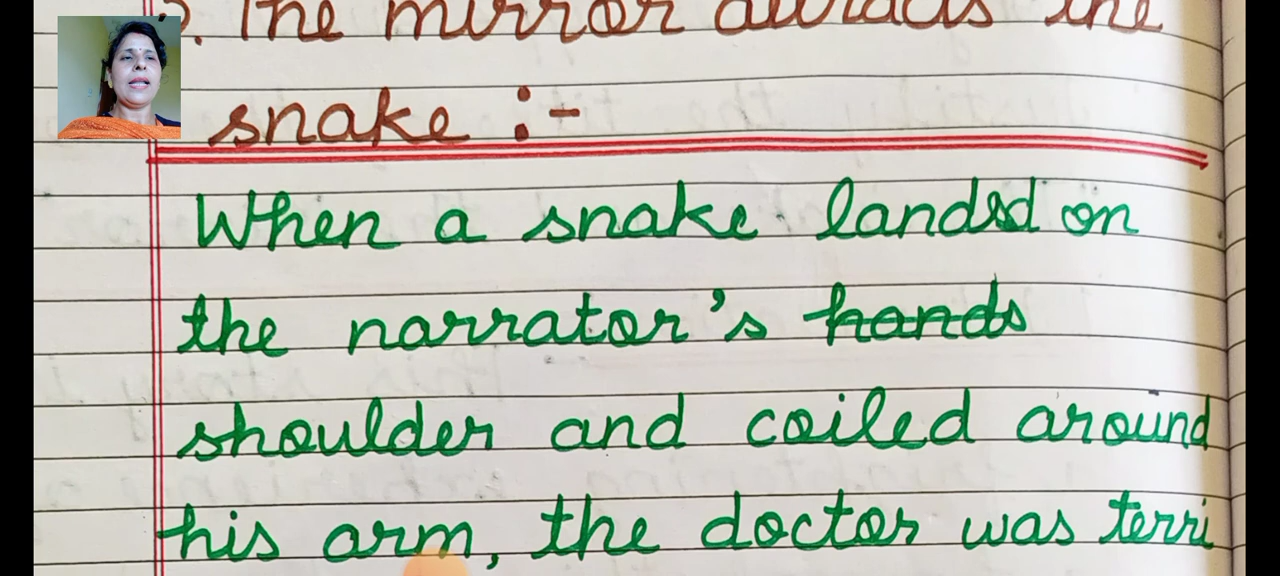 The mirror attracts the
snake :-
When a snake landed on
the narrator's hands
shoulder and coiled around
his arm, the doctor was terri